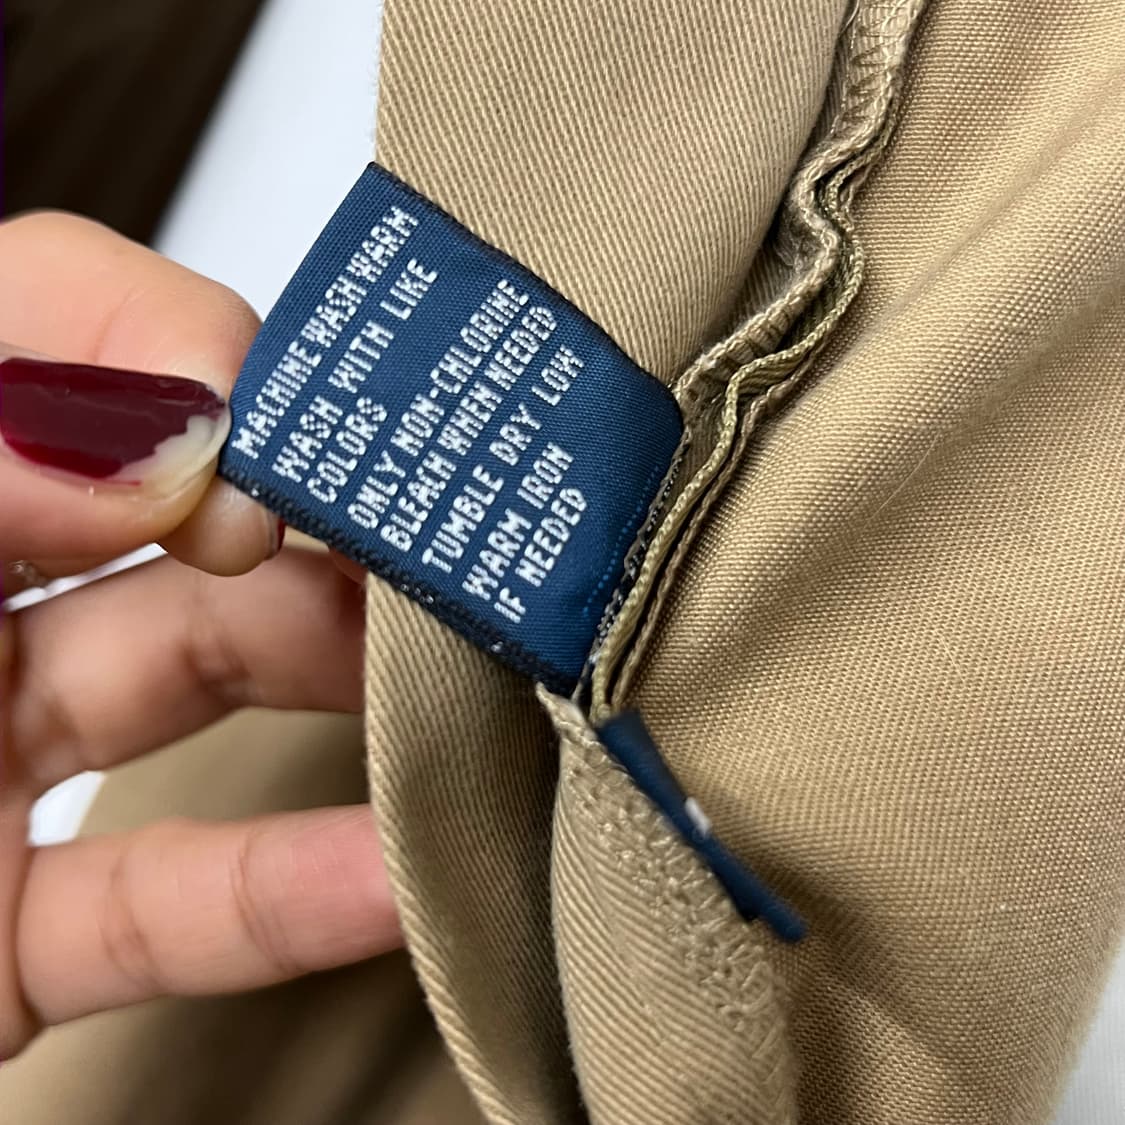 MACHINE WASH WARM
WASH WITH LIKE
COLORS
ONLY NON-CHLORINE
BLEACH WHEN NEEDED
TUMBLE DRY LOW
WARM IRON
IF NEEDED